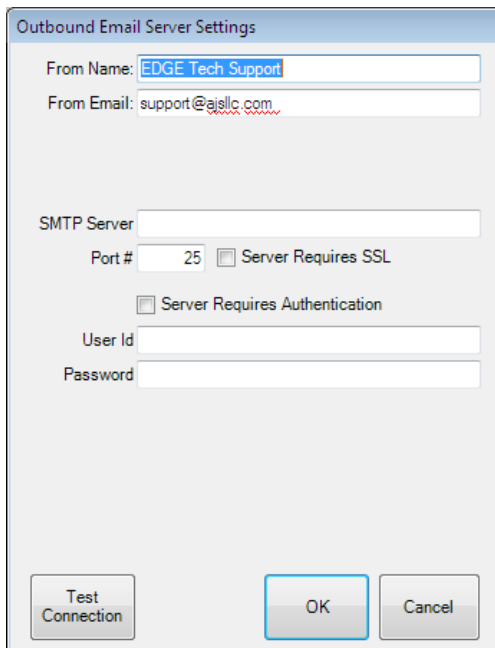 Outbound Email Server Settings
From Name: EDGE Tech Support
From Email: support@ajsllc.com
SMTP Server
Port # 25 Server Requires SSL
Server Requires Authentication
User Id
Password
Test
Connection
OK
Cancel